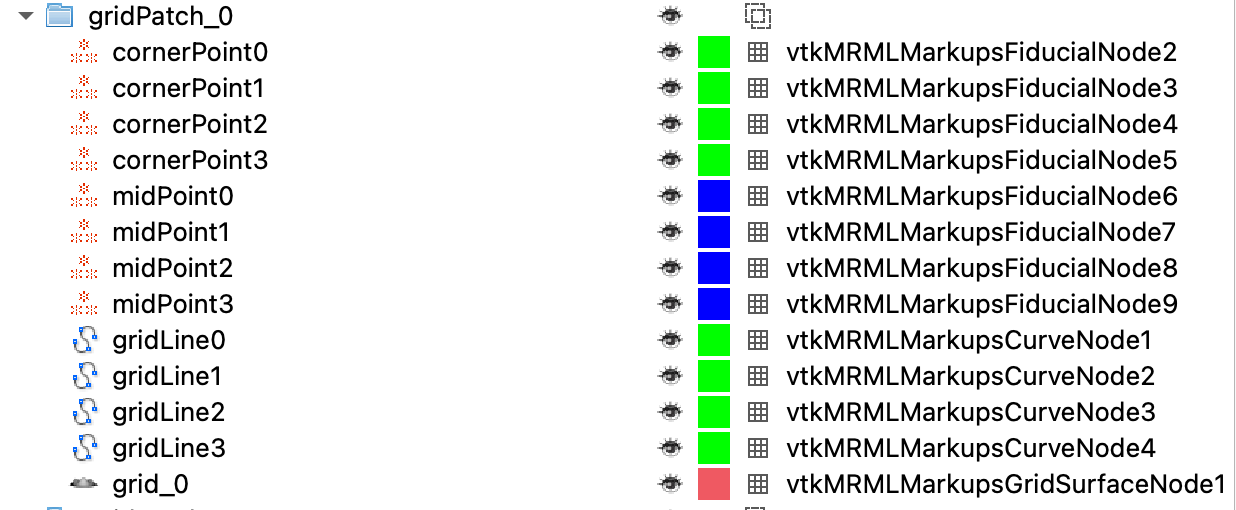 gridPatch_0
cornerPoint0 vtkMRMLMarkupsFiducialNode2
cornerPoint1 vtkMRMLMarkupsFiducialNode3
cornerPoint2 vtkMRMLMarkupsFiducialNode4
cornerPoint3 vtkMRMLMarkupsFiducialNode5
midPoint0 vtkMRMLMarkupsFiducialNode6
midPoint1 vtkMRMLMarkupsFiducialNode7
midPoint2 vtkMRMLMarkupsFiducialNode8
midPoint3 vtkMRMLMarkupsFiducialNode9
gridLine0 vtkMRMLMarkupsCurveNode1
gridLine1 vtkMRMLMarkupsCurveNode2
gridLine2 vtkMRMLMarkupsCurveNode3
gridLine3 vtkMRMLMarkupsCurveNode4
grid_0 vtkMRMLMarkupsGridSurfaceNode1